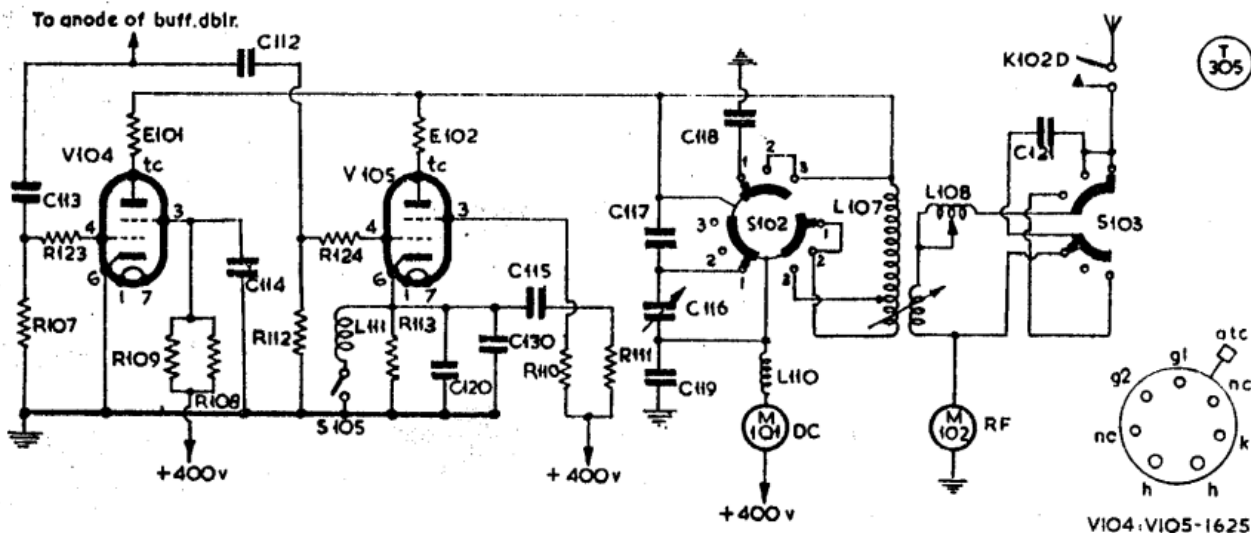 To anode of buff.dblr.
C112
K102D
T
305
E101
E102
C118
2
3
1
C121
V104
tc
V105
tc
L108
C113
4
3
4
3
C117
L107
S102
1
S103
R123
R124
3
6
1
7
C114
6
1
7
C115
2
1
2
3
L111
R113
C116
R107
R112
C130
R109
R110
R111
atc
g1
g2
nc
C120
C119
L110
R108
S105
M
101
DC
M
102
RF
nc
k
+400v
+400v
h
h
+400v
V104:V105-1625